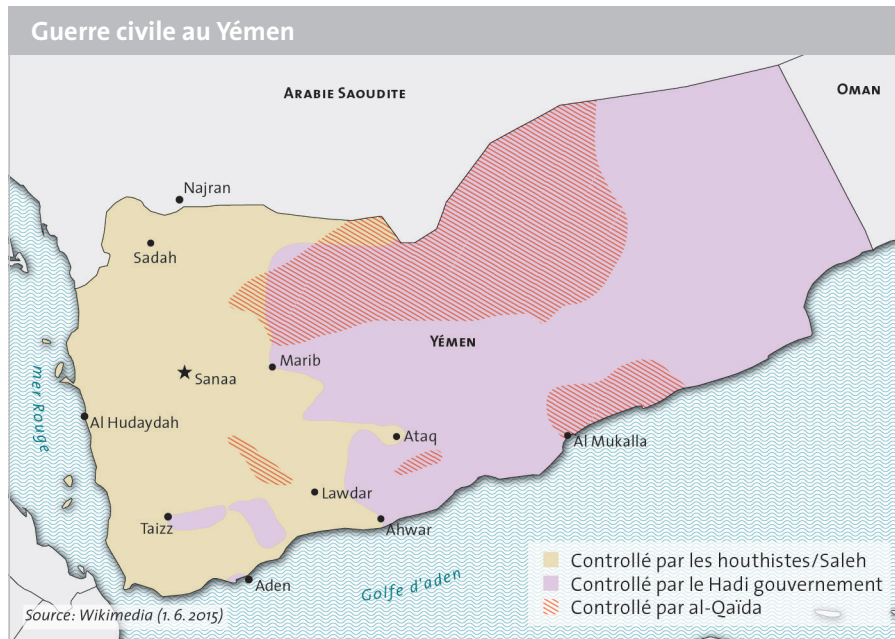 Guerre civile au Yémen
ARABIE SAOUDITE
OMAN
Najran
Sadah
YÉMEN
Marib
Sanaa
mer Rouge
Al Hudaydah
Ataq
Al Mukalla
Lawdar
Taizz
Ahwar
Aden
Golfe d'aden
Controllé par les houthistes/Saleh
Controllé par le Hadi gouvernement
Controllé par al-Qaïda
Source: Wikimedia (1. 6. 2015)